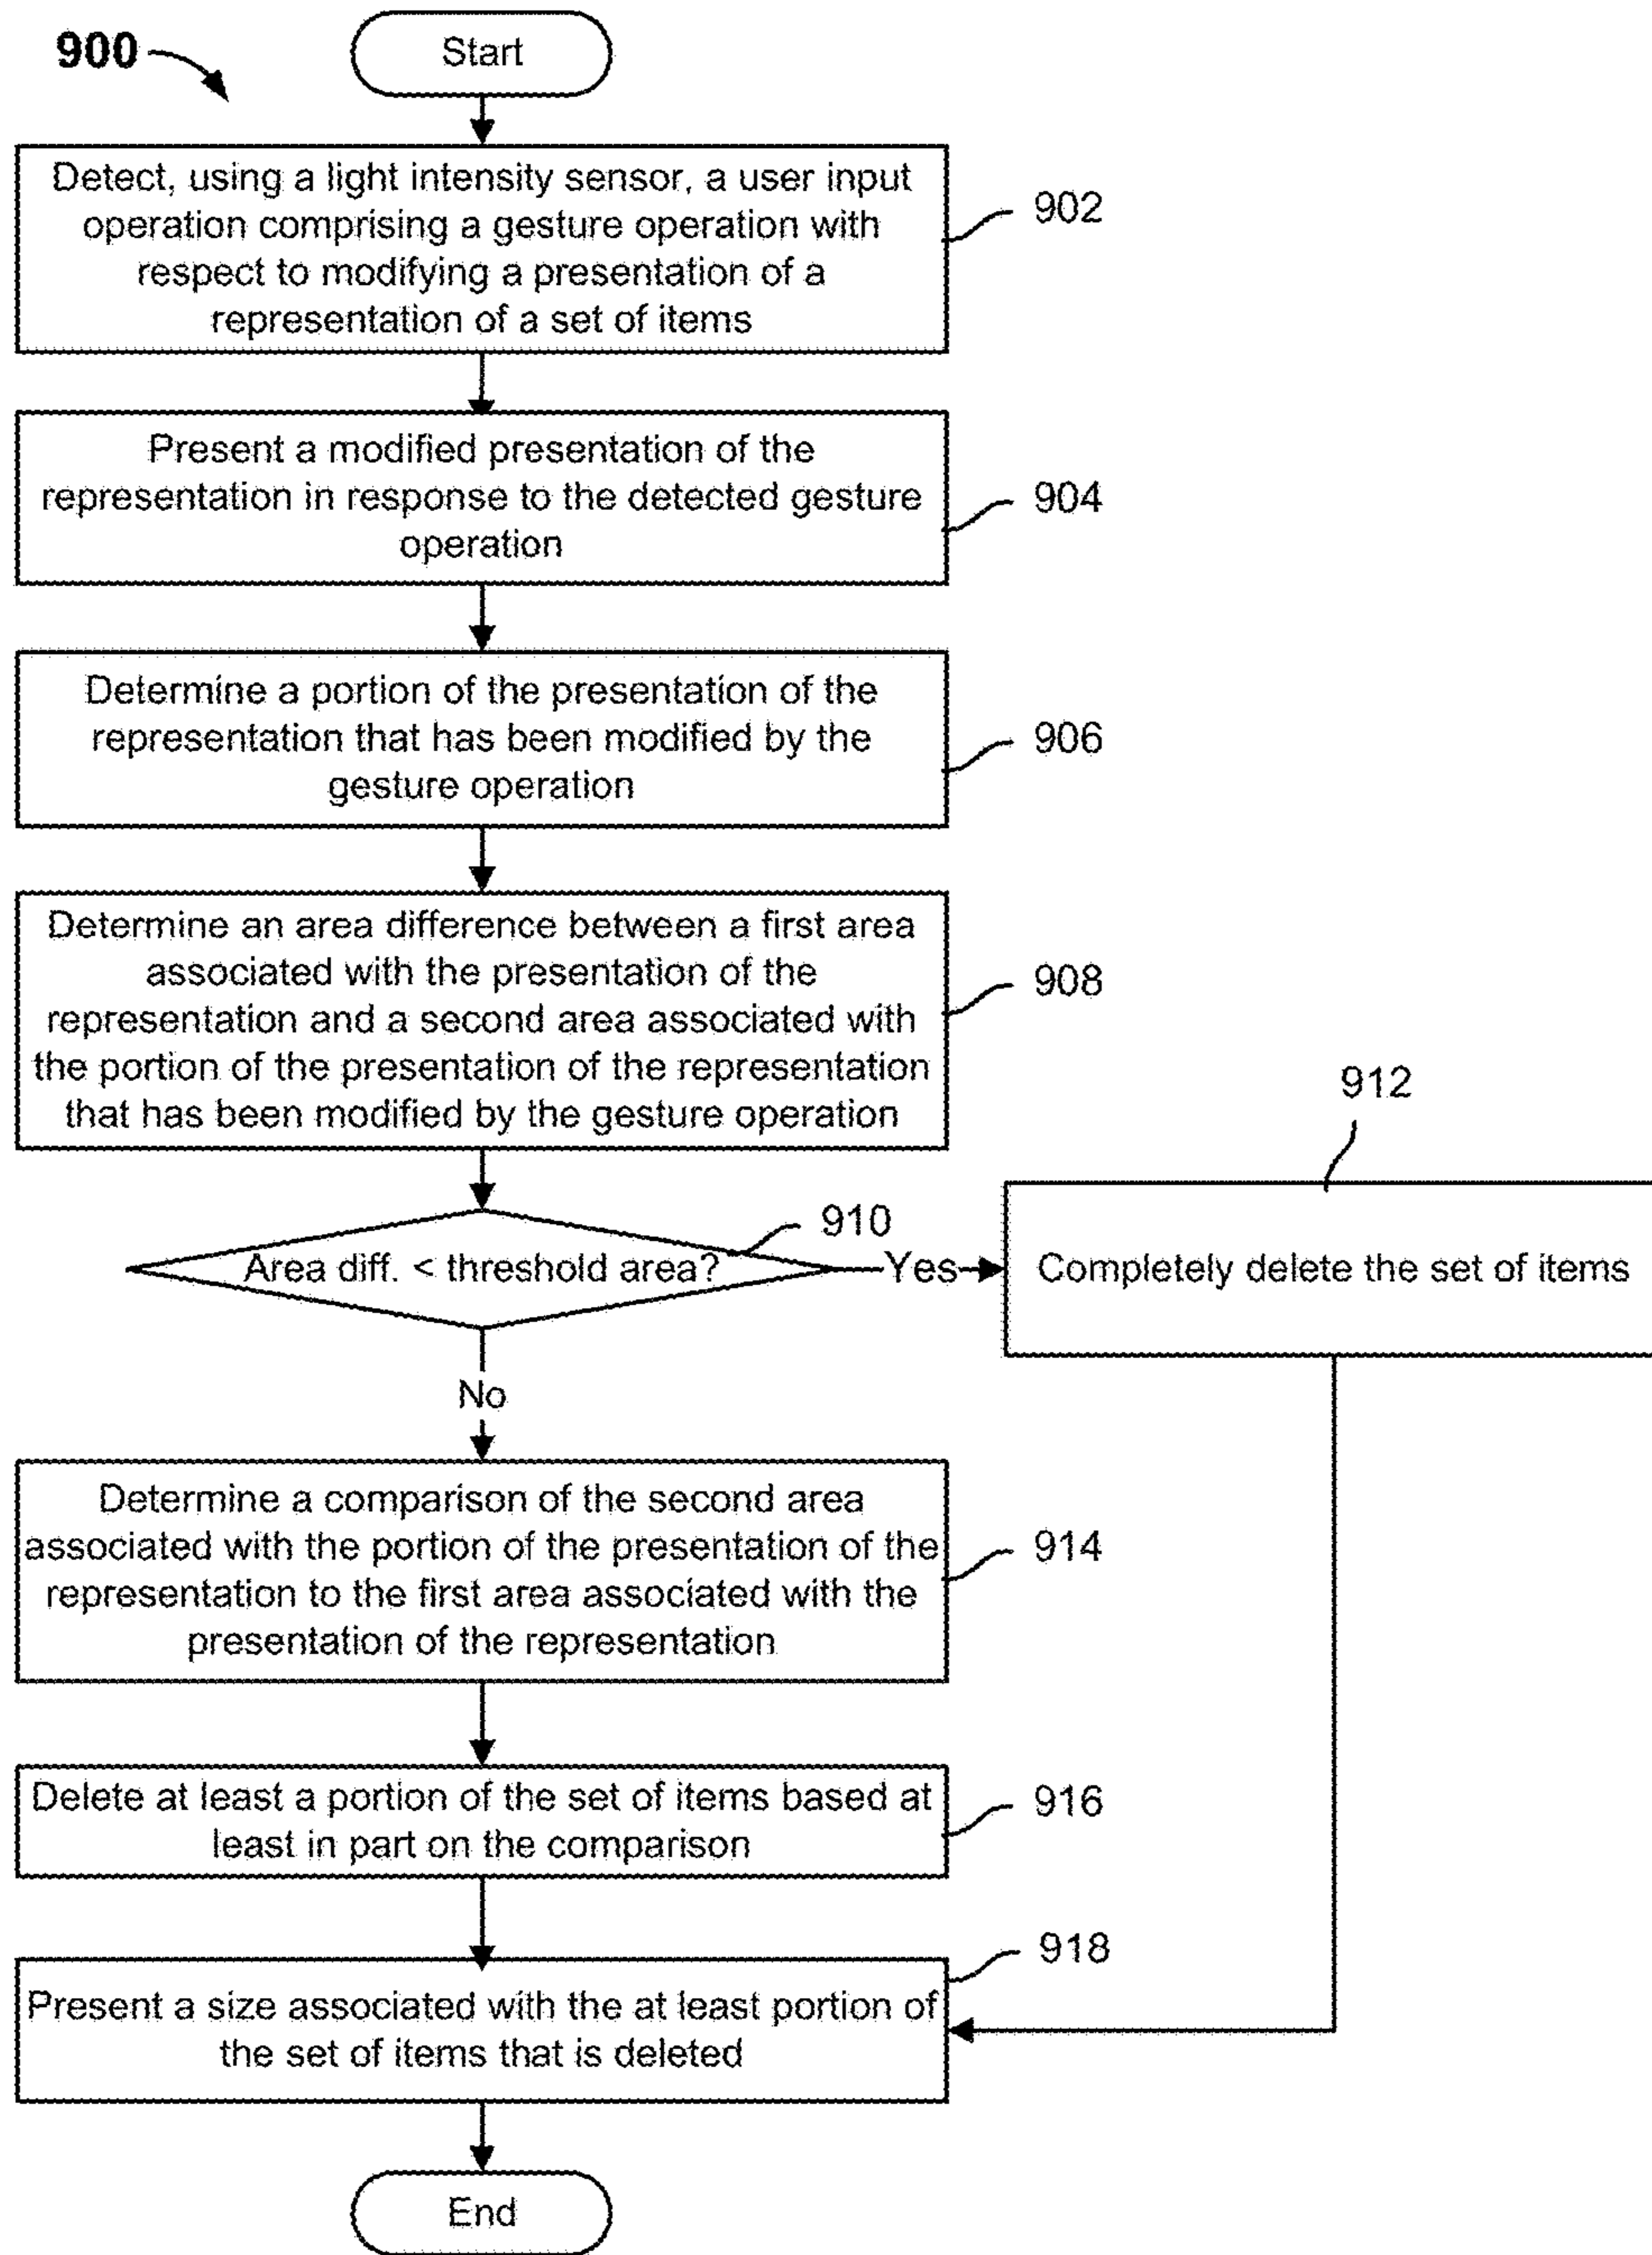 900
Start
Detect, using a light intensity sensor, a user input
operation comprising a gesture operation with
respect to modifying a presentation of a
representation of a set of items
902
Present a modified presentation of the
representation in response to the detected gesture
operation
904
Determine a portion of the presentation of the
representation that has been modified by the
gesture operation
906
Determine an area difference between a first area
associated with the presentation of the
representation and a second area associated with
the portion of the presentation of the representation
that has been modified by the gesture operation
908
Area diff. < threshold area?
910
Yes
912
Completely delete the set of items
No
Determine a comparison of the second area
associated with the portion of the presentation of the
representation to the first area associated with the
presentation of the representation
914
Delete at least a portion of the set of items based at
least in part on the comparison
916
Present a size associated with the at least portion of
the set of items that is deleted
918
End